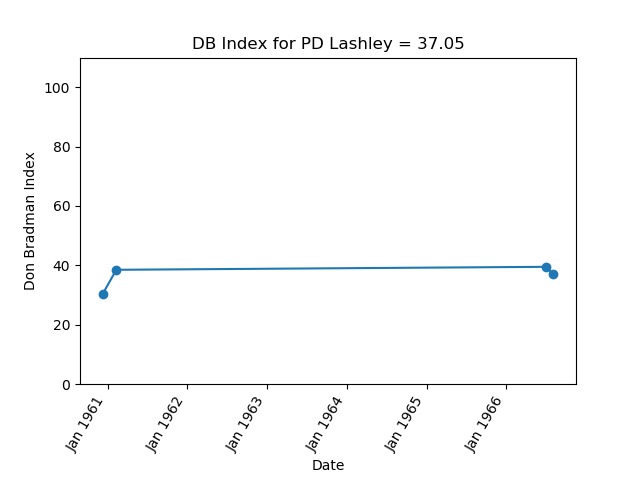 DB Index for PD Lashley = 37.05
100
80
60
40
20
0
Don Bradman Index
Jan 1961
Jan 1962
Jan 1963
Jan 1964
Jan 1965
Jan 1966
Date